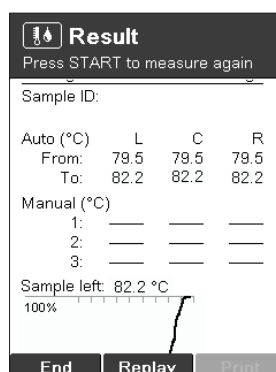 Result
Press START to measure again
Sample ID:
Auto (°C) L C R
From: 79.5 79.5 79.5
To: 82.2 82.2 82.2
Manual (°C)
1:
2:
3:
Sample left: 82.2 °C
100%
End Replay Print